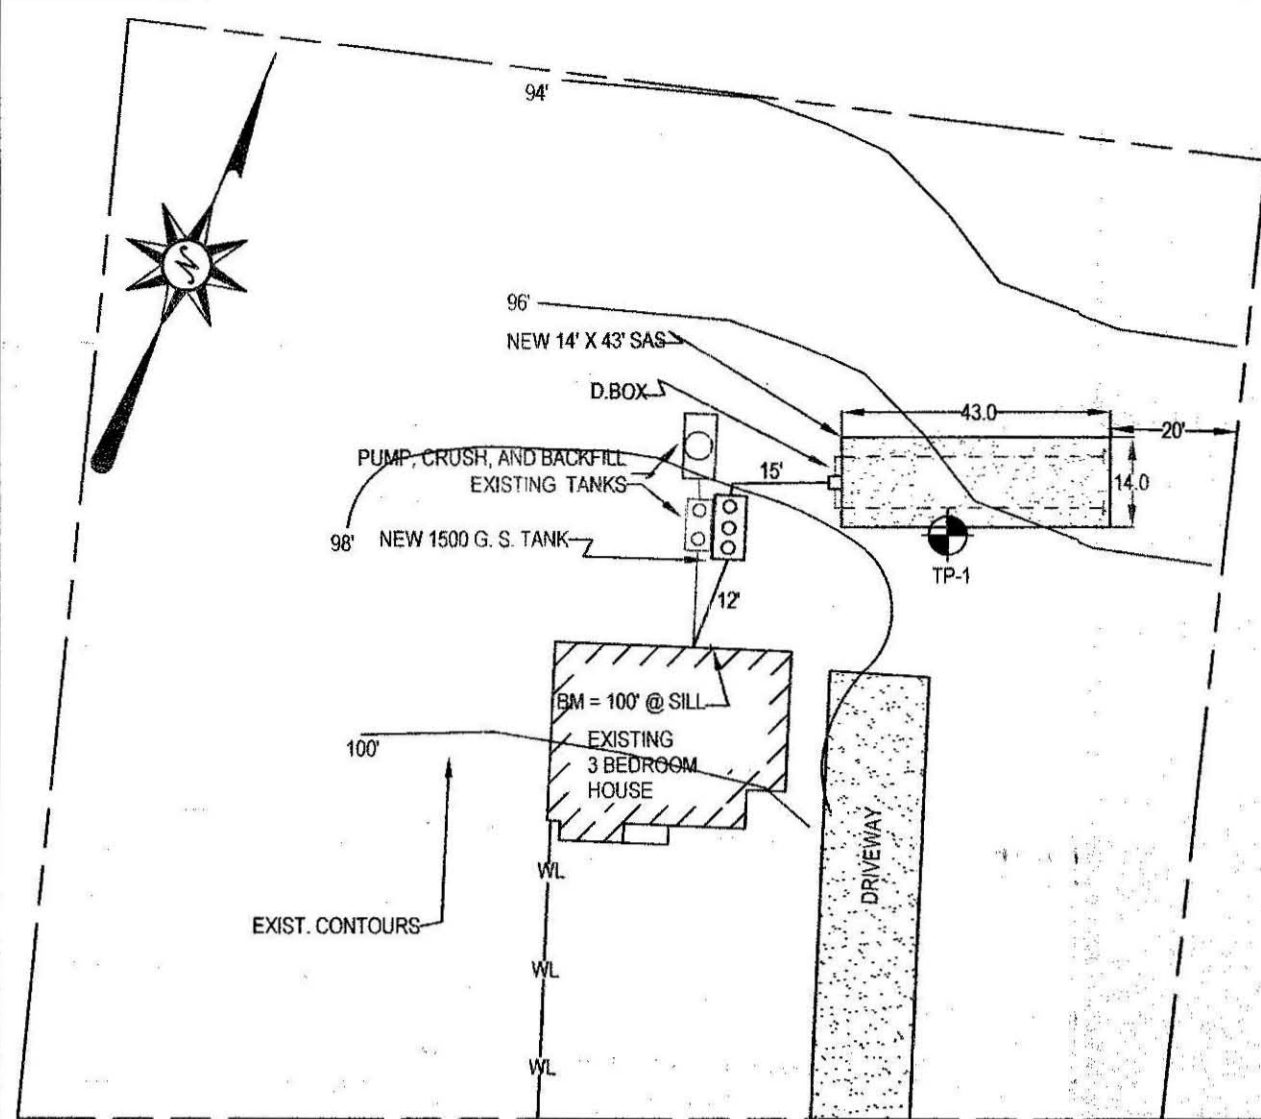 94'
N
96'
NEW 14' X 43' SAS
D.BOX
43.0
20'
PUMP, CRUSH, AND BACKFILL
EXISTING TANKS
15'
14.0
98'
NEW 1500 G. S. TANK
TP-1
12'
BM = 100' @ SILL
100'
EXISTING
3 BEDROOM
HOUSE
DRIVEWAY
WL
EXIST. CONTOURS
WL
WL